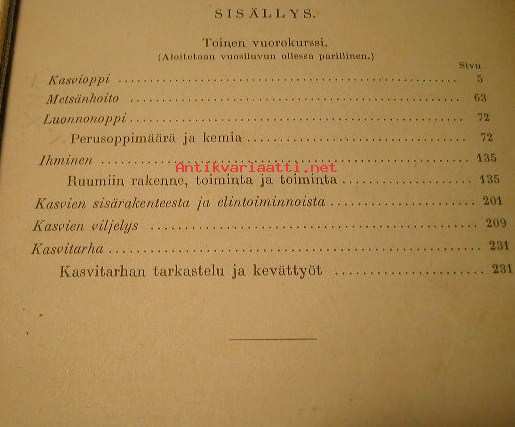 SISÄLLYS.
Toinen vuorokurssi.
(Aloitetaan vuosiluvun ollessa parillinen.)
Sivu
Kasvioppi 5
Metsänhoito 63
Luonnonoppi 72
Perusoppimäärä ja kemia 72
Ihminen 135
Antikvariaatti.net
Ruumiin rakenne, toiminta ja toiminta 135
Kasvien sisärakenteesta ja elintoiminnoista 201
Kasvien viljelys 209
Kasvitarha 231
Kasvitarhan tarkastelu ja kevättyöt 231